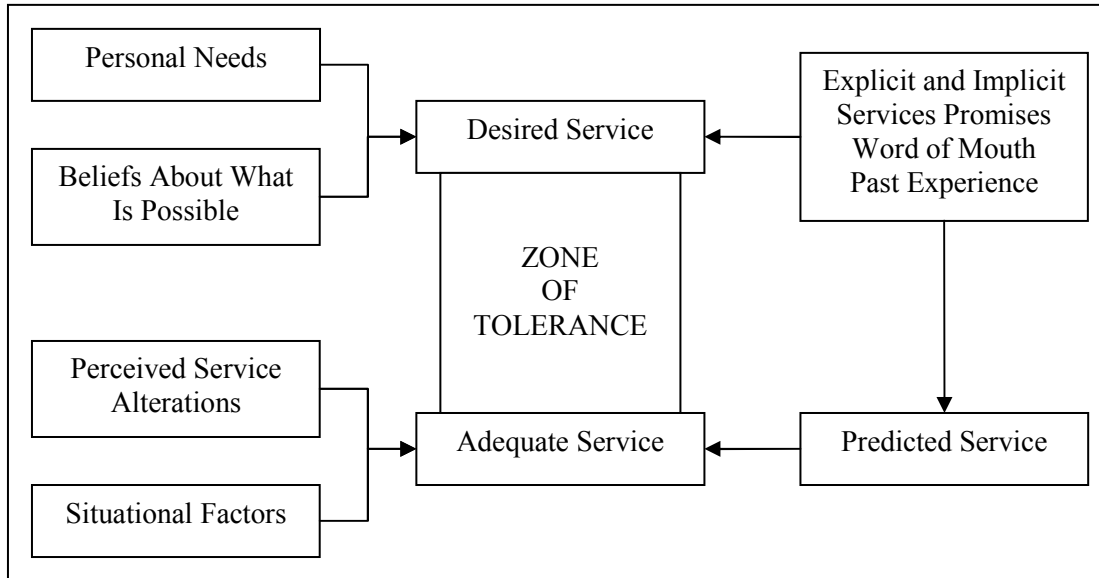 Personal Needs
Beliefs About What
Is Possible
Desired Service
Explicit and Implicit
Services Promises
Word of Mouth
Past Experience
ZONE
OF
TOLERANCE
Perceived Service
Alterations
Situational Factors
Adequate Service
Predicted Service